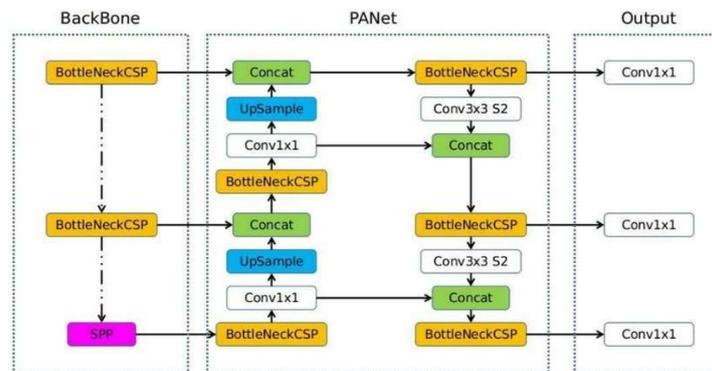 BackBone PANet Output
BottleNeckCSP Concat BottleNeckCSP Conv1x1
UpSample Conv3x3 S2
Conv1x1 Concat
BottleNeckCSP
BottleNeckCSP Concat BottleNeckCSP Conv1x1
UpSample Conv3x3 S2
Conv1x1 Concat
SPP BottleNeckCSP BottleNeckCSP Conv1x1